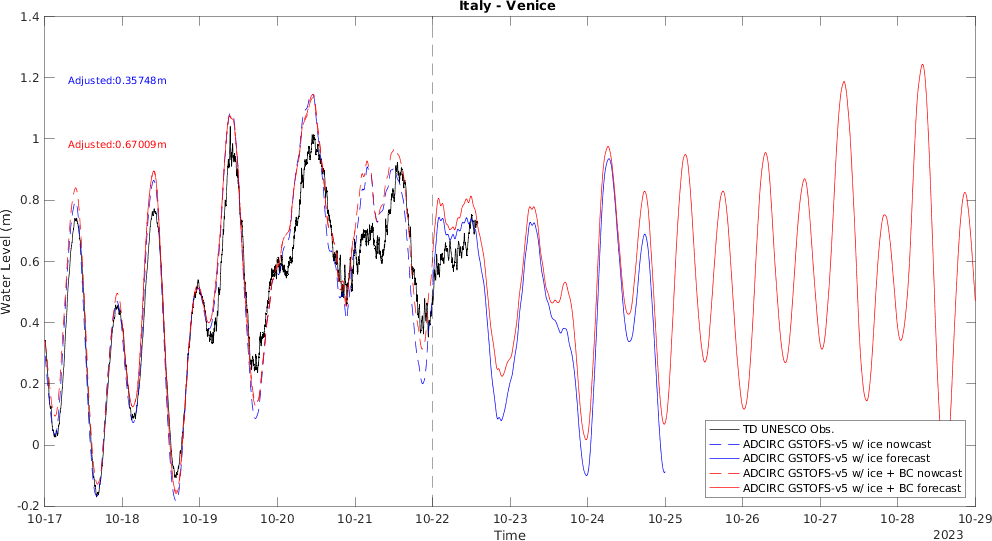 Italy - Venice
1.4
1.2
1
0.8
0.6
0.4
0.2
0
-0.2
Water Level (m)
Adjusted:0.35748m
Adjusted:0.67009m
TD UNESCO Obs.
ADCIRC GSTOFS-v5 w/ ice nowcast
ADCIRC GSTOFS-v5 w/ ice forecast
ADCIRC GSTOFS-v5 w/ ice + BC nowcast
ADCIRC GSTOFS-v5 w/ ice + BC forecast
10-17 10-18 10-19 10-20 10-21 10-22 10-23 10-24 10-25 10-26 10-27 10-28 10-29
Time
2023